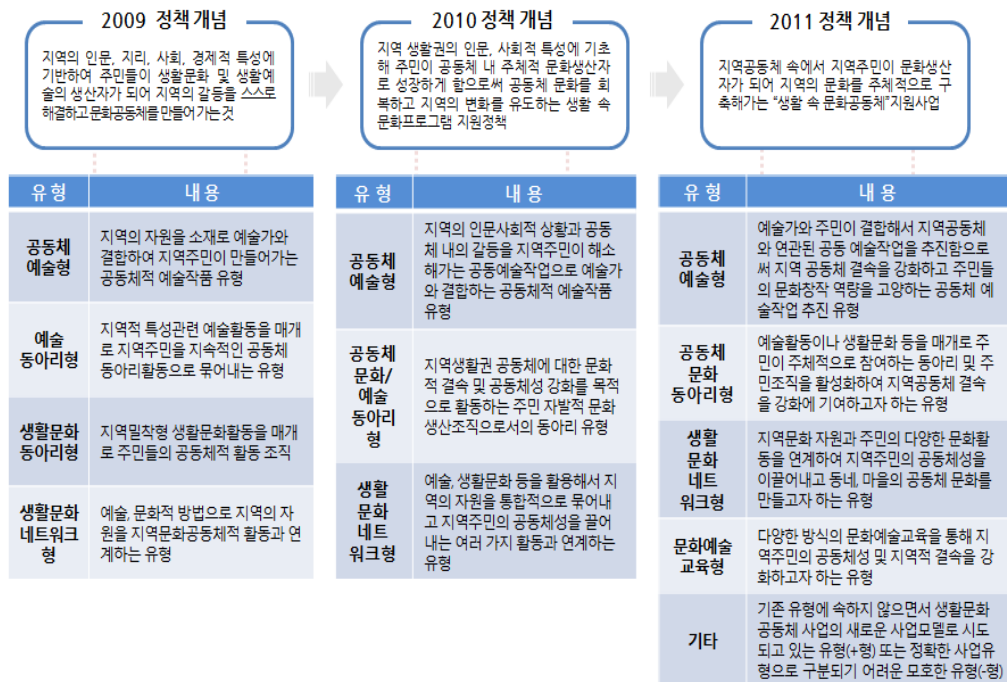 2009 정책 개념
지역의 인문, 지리, 사회, 경제적 특성에
기반하여 주민들이 생활문화 및 생활예
술의 생산자가 되어 지역의 갈등을 스스로
해결하고 문화공동체를 만들어 가는 것
유 형 내 용
공동체
예술형
지역의 자원을 소재로 예술가와
결합하여 지역주민이 만들어가는
공동체적 예술작품 유형
예술
동아리형
지역적 특성관련 예술활동을 매개
로 지역주민을 지속적인 공동체
동아리활동으로 묶어내는 유형
생활문화
동아리형
지역밀착형 생활문화활동을 매개
로 주민들의 공동체적 활동 조직
생활문화
네트워크
형
예술, 문화적 방법으로 지역의 자
원을 지역문화공동체적 활동과 연
계하는 유형
2010 정책 개념
지역 생활권의 인문, 사회적 특성에 기초
해 주민이 공동체 내 주체적 문화생산자
로 성장하게 함으로써 공동체 문화를 회
복하고 지역의 변화를 유도하는 생활 속
문화프로그램 지원정책
유 형 내 용
공동체
예술형
지역의 인문사회적 상황과 공동
체 내의 갈등을 지역주민이 해소
해가는 공동예술작업으로 예술가
와 결합하는 공동체적 예술작품
유형
공동체
문화/
예술
동아리
형
지역생활권 공동체에 대한 문화
적 결속 및 공동체성 강화를 목적
으로 활동하는 주민 자발적 문화
생산조직으로서의 동아리 유형
생활
문화
네트
워크형
예술, 생활문화 등을 활용해서 지
역의 자원을 통합적으로 묶어내
고 지역주민의 공동체성을 끌어
내는 여러 가지 활동과 연계하는
유형
2011 정책 개념
지역공동체 속에서 지역주민이 문화생산
자가 되어 지역의 문화를 주체적으로 구
축해가는 “생활 속 문화공동체”지원사업
유형 내 용
공동체
예술형
예술가와 주민이 결합해서 지역공동체
와 연관된 공동 예술작업을 추진함으로
써 지역 공동체 결속을 강화하고 주민들
의 문화창작 역량을 고양하는 공동체 예
술작업 추진 유형
공동체
문화
동아리형
예술활동이나 생활문화 등을 매개로 주
민이 주체적으로 참여하는 동아리 및 주
민조직을 활성화하여 지역공동체 결속
을 강화에 기여하고자 하는 유형
생활
문화
네트
워크형
지역문화 자원과 주민의 다양한 문화활
동을 연계하여 지역주민의 공동체성을
이끌어내고 동네, 마을의 공동체 문화를
만들고자 하는 유형
문화예술
교육형
다양한 방식의 문화예술교육을 통해 지
역주민의 공동체성 및 지역적 결속을 강
화하고자 하는 유형
기타
기존 유형에 속하지 않으면서 생활문화
공동체 사업의 새로운 사업모델로 시도
되고 있는 유형(+형) 또는 정확한 사업유
형으로 구분되기 어려운 모호한 유형(-형)